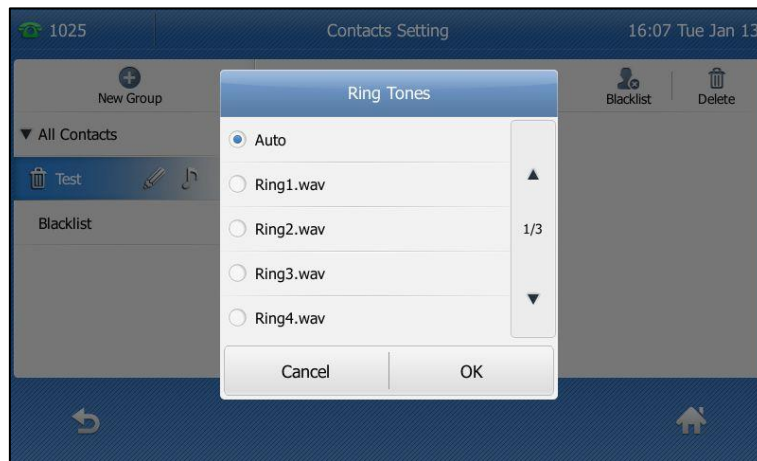 1025 Contacts Setting 16:07 Tue Jan 13
New Group Blacklist Delete
Ring Tones
All Contacts
Test
Blacklist
Auto
Ring1.wav
Ring2.wav
1/3
Ring3.wav
Ring4.wav
Cancel OK